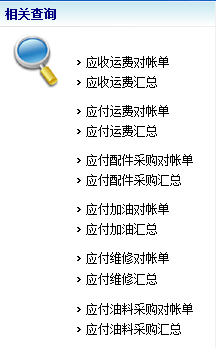 相关查询
应收运费对帐单
应收运费汇总
应付运费对帐单
应付运费汇总
应付配件采购对帐单
应付配件采购汇总
应付加油对帐单
应付加油汇总
应付维修对帐单
应付维修汇总
应付油料采购对帐单
应付油料采购汇总